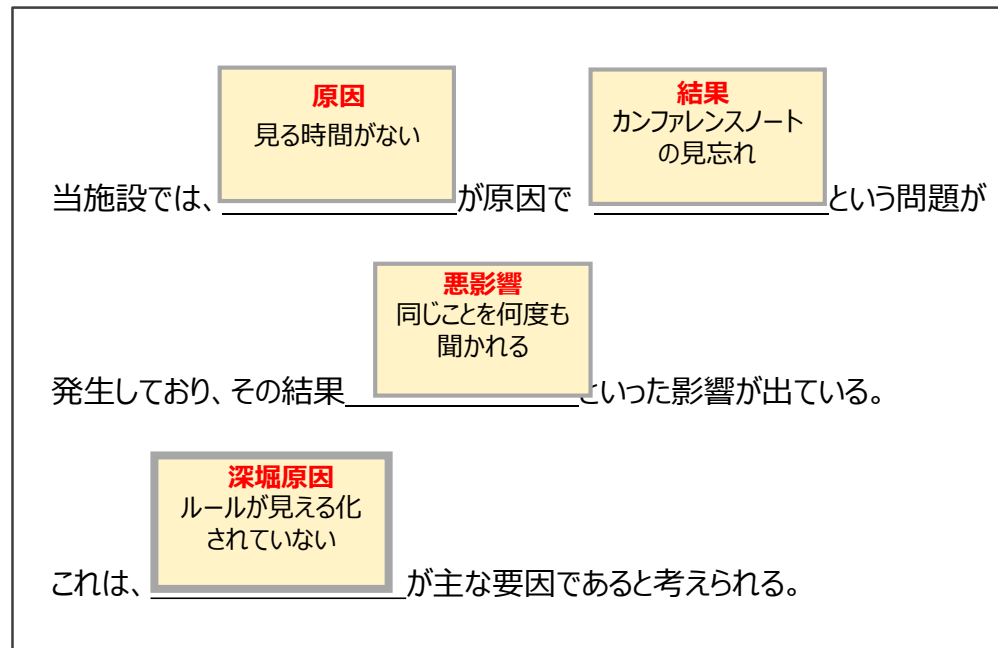 原因
見る時間がない
結果
カンファレンスノート
の見忘れ
当施設では、が原因でという問題が
悪影響
同じことを何度も
聞かれる
発生しており、その結果といった影響が出ている。
深堀原因
ルールが見える化
されていない
これは、が主な要因であると考えられる。